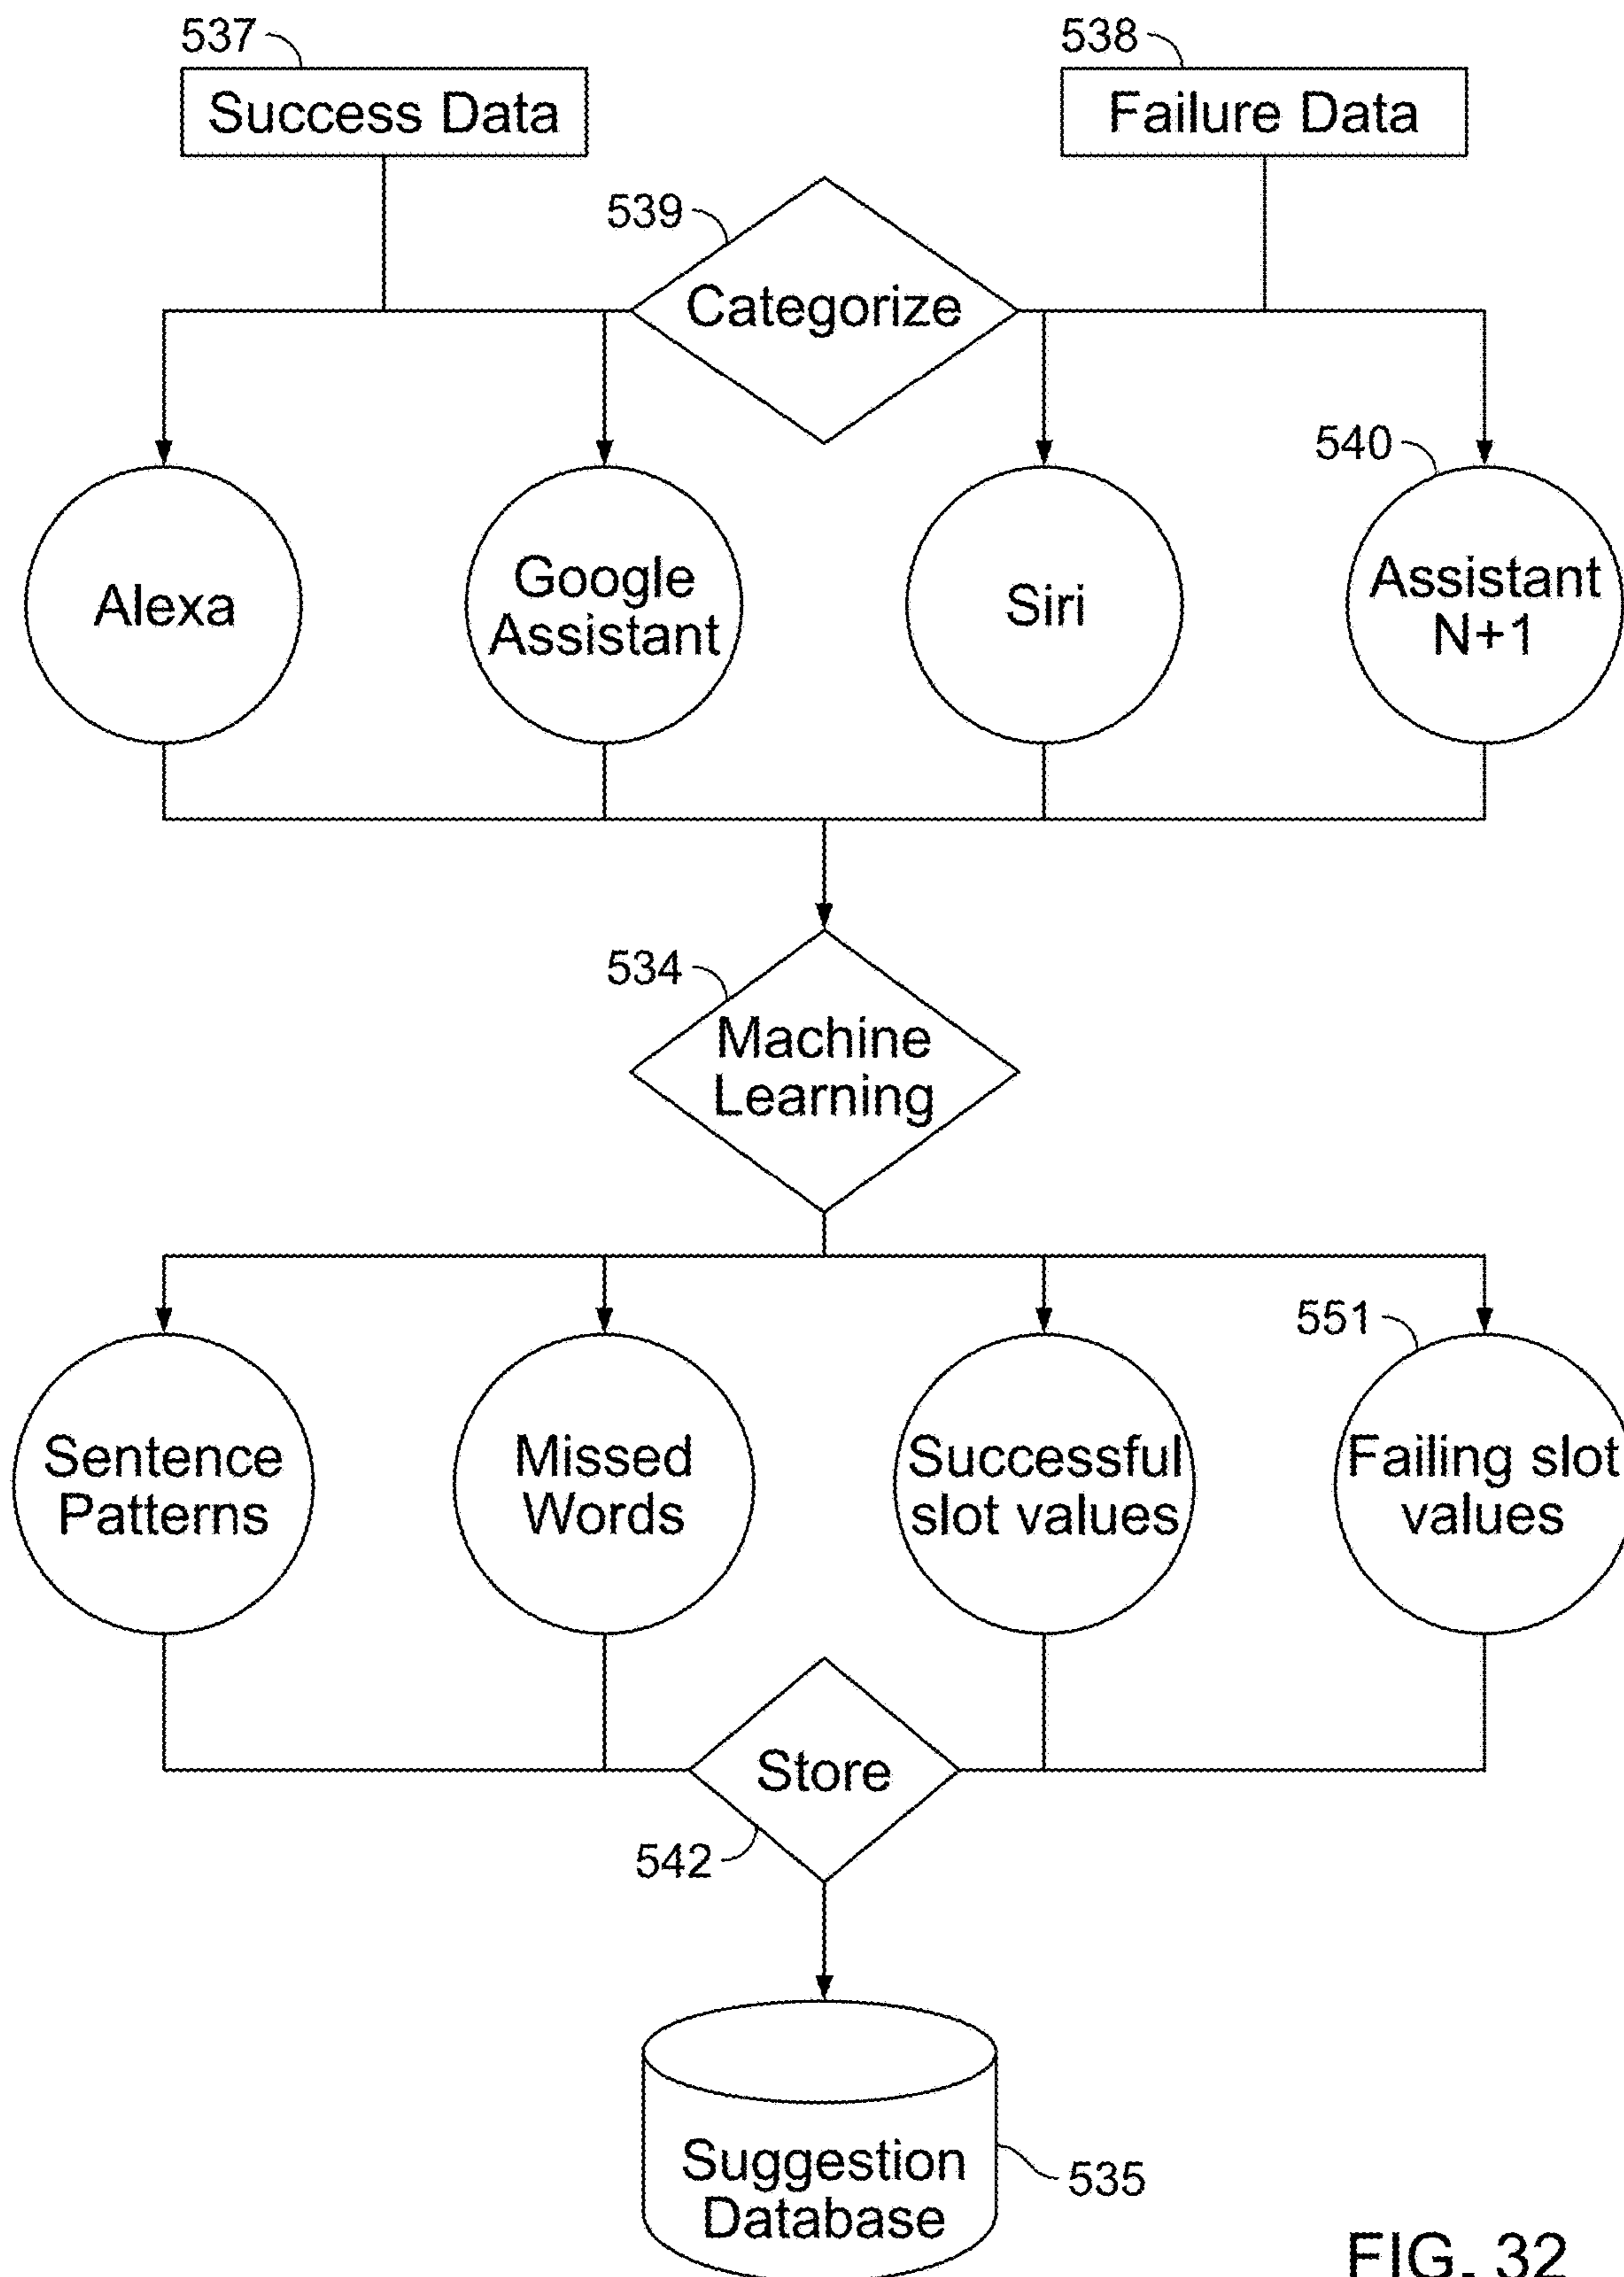 537
538
Success Data
Failure Data
539
Categorize
540
Alexa
Google
Assistant
Siri
Assistant
N+1
534
Machine
Learning
551
Sentence
Patterns
Missed
Words
Successful
slot values
Failing slot
values
Store
542
Suggestion
Database
535
FIG. 32